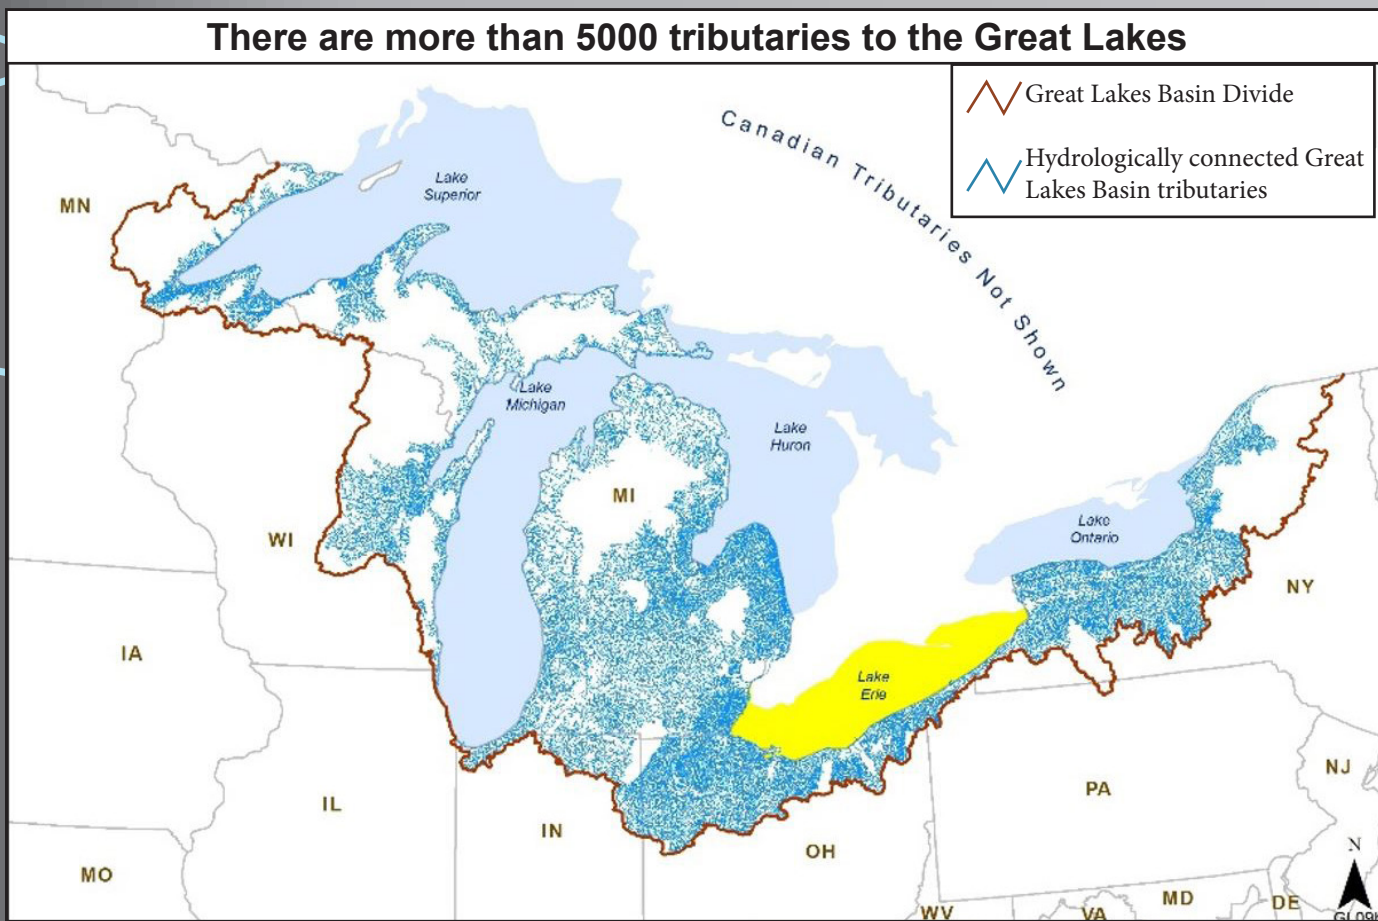 There are more than 5000 tributaries to the Great Lakes
Great Lakes Basin Divide
Hydrologically connected Great
Lakes Basin tributaries
Canadian Tributaries Not Shown
Lake
Superior
MN
Lake
Michigan
Lake
Huron
MI
Lake
Ontario
WI
NY
IA
Lake
Erie
NJ
PA
IL
IN
OH
MO
N
WV
VA
MD
DE